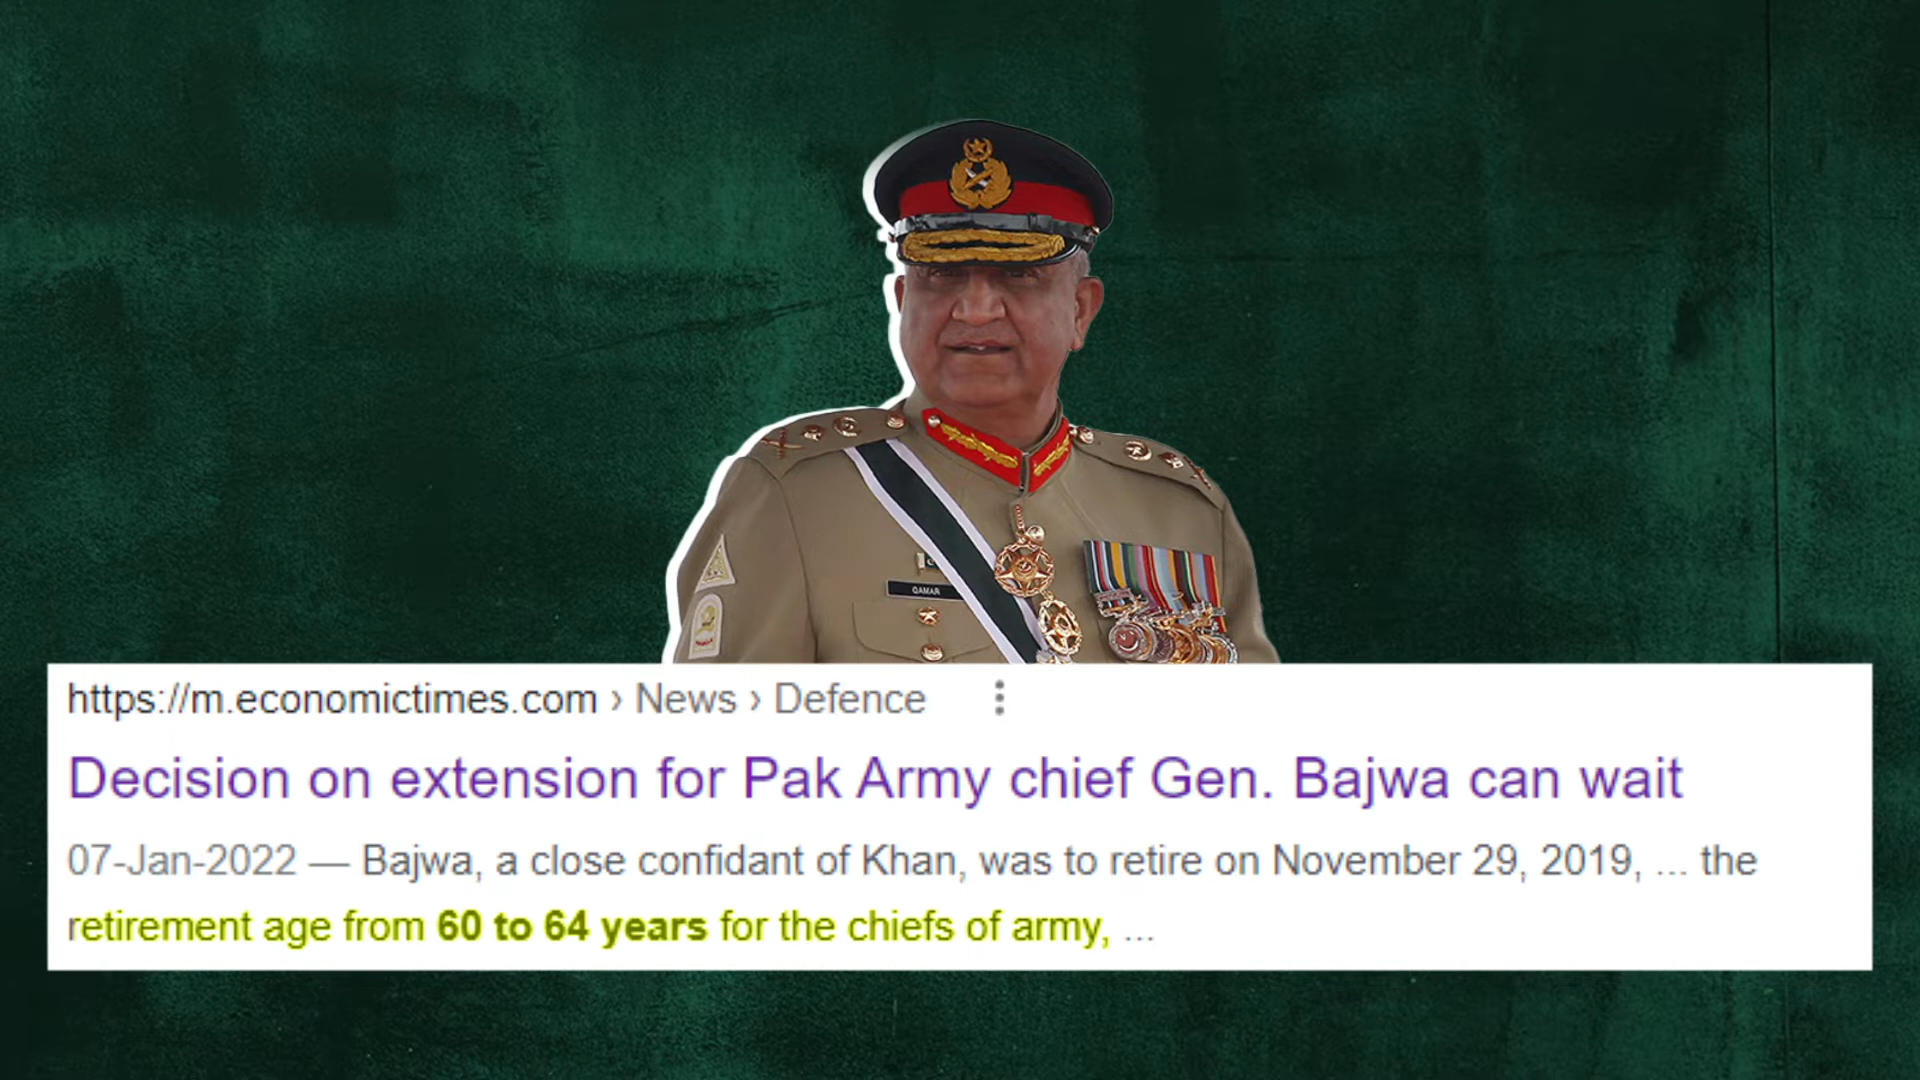 QAMAR
https://m.economictimes.com › News › Defence
Decision on extension for Pak Army chief Gen. Bajwa can wait
07-Jan-2022 — Bajwa, a close confidant of Khan, was to retire on November 29, 2019, ... the
retirement age from 60 to 64 years for the chiefs of army, ...